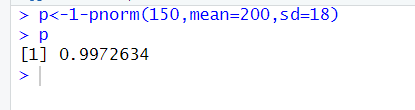 > p<-1-pnorm(150,mean=200,sd=18)
> p
[1] 0.9972634
>